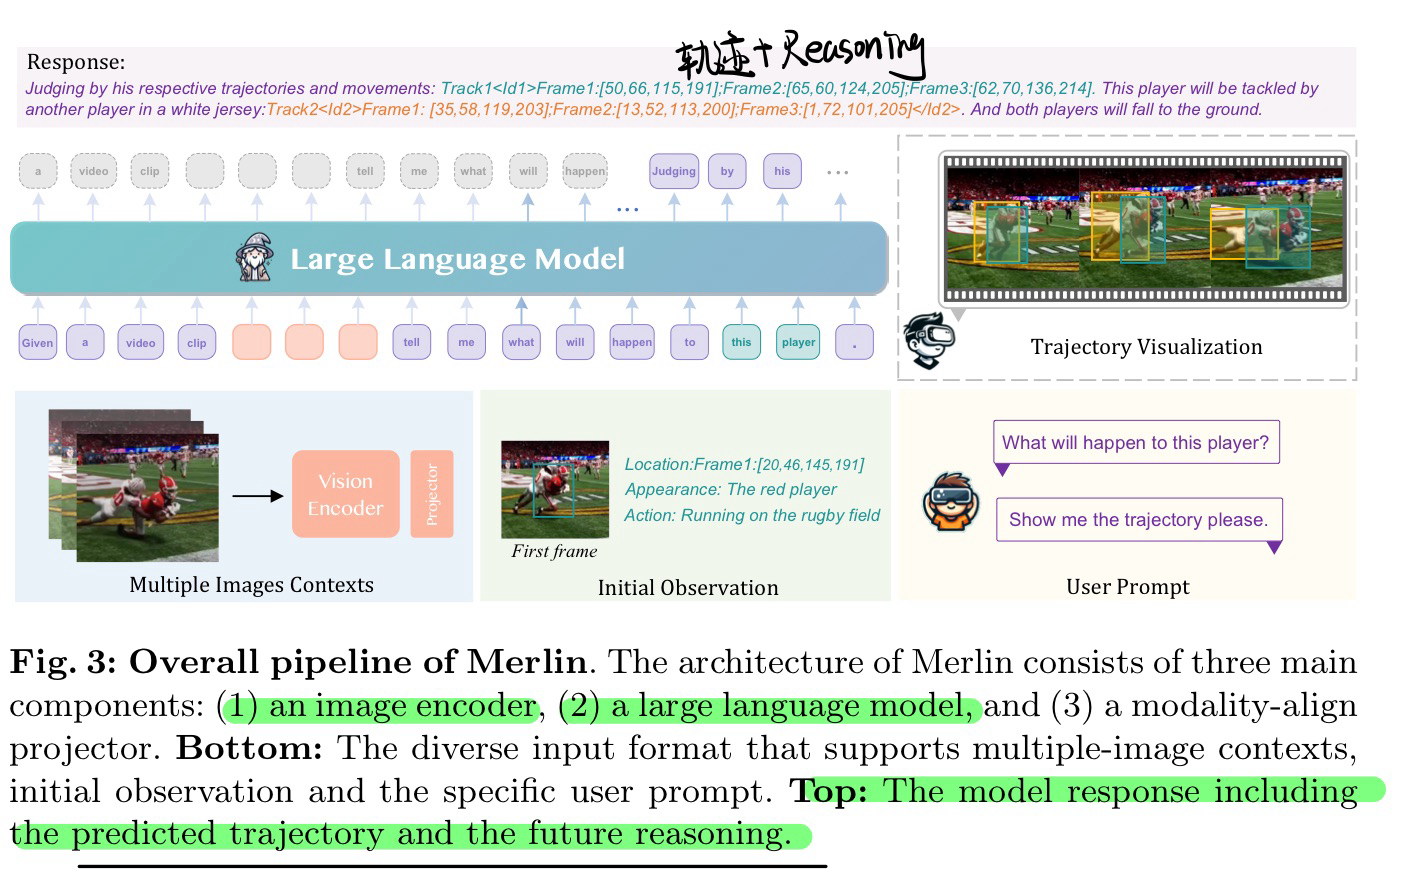 轨迹+Reasoning
Response:
Judging by his respective trajectories and movements: Track1<Id1>Frame1:[50,66,115,191];Frame2:[65,60,124,205];Frame3:[62,70,136,214]. This player will be tackled by
another player in a white jersey:Track2<Id2>Frame1: [35,58,119,203];Frame2:[13,52,113,200];Frame3:[1,72,101,205]</Id2>. And both players will fall to the ground.
a video clip tell me what will happen Judging by his ...
...
Large Language Model
Given a video clip tell me what will happen to this player .
Trajectory Visualization
Vision
Encoder
Projector
Multiple Images Contexts
Location:Frame1:[20,46,145,191]
Appearance: The red player
Action: Running on the rugby field
First frame
Initial Observation
What will happen to this player?
Show me the trajectory please.
User Prompt
Fig. 3: Overall pipeline of Merlin. The architecture of Merlin consists of three main
components: (1) an image encoder, (2) a large language model, and (3) a modality-align
projector. Bottom: The diverse input format that supports multiple-image contexts,
initial observation and the specific user prompt. Top: The model response including
the predicted trajectory and the future reasoning.